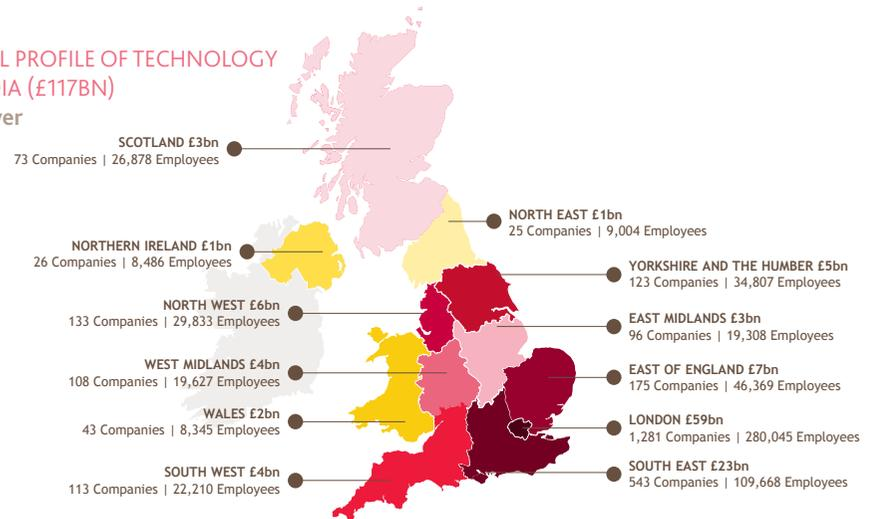 L PROFILE OF TECHNOLOGY
DIA (£117BN)
ver
SCOTLAND £3bn
73 Companies | 26,878 Employees
NORTH EAST £1bn
25 Companies | 9,004 Employees
NORTHERN IRELAND £1bn
26 Companies | 8,486 Employees
YORKSHIRE AND THE HUMBER £5bn
123 Companies | 34,807 Employees
NORTH WEST £6bn
133 Companies | 29,833 Employees
EAST MIDLANDS £3bn
96 Companies | 19,308 Employees
WEST MIDLANDS £4bn
108 Companies | 19,627 Employees
EAST OF ENGLAND £7bn
175 Companies | 46,369 Employees
WALES £2bn
43 Companies | 8,345 Employees
LONDON £59bn
1,281 Companies | 280,045 Employees
SOUTH WEST £4bn
113 Companies | 22,210 Employees
SOUTH EAST £23bn
543 Companies | 109,668 Employees